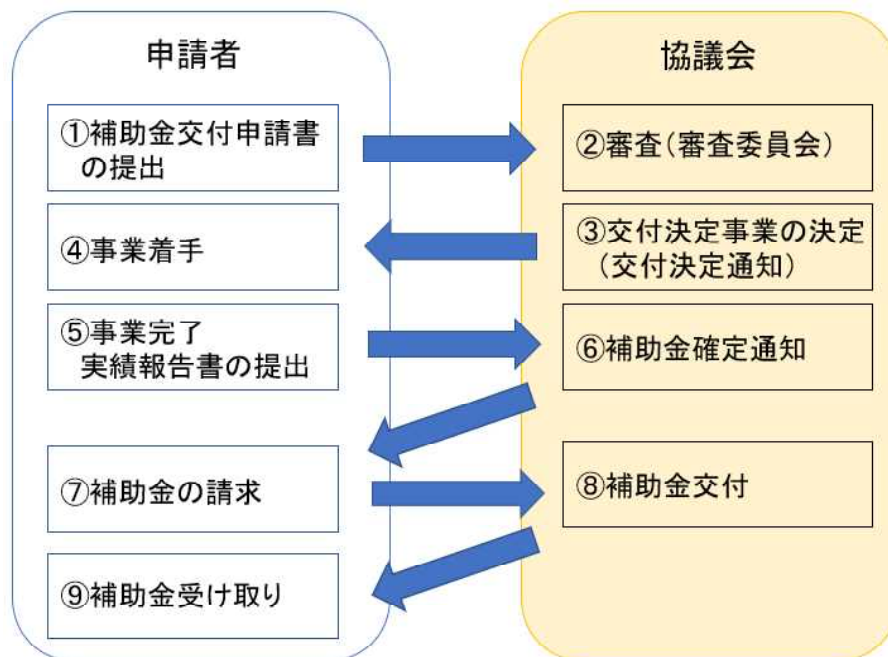 申請者
①補助金交付申請書
の提出
④事業着手
⑤事業完了
実績報告書の提出
⑦補助金の請求
⑨補助金受け取り
協議会
②審査（審査委員会）
③交付決定事業の決定
（交付決定通知）
⑥補助金確定通知
⑧補助金交付